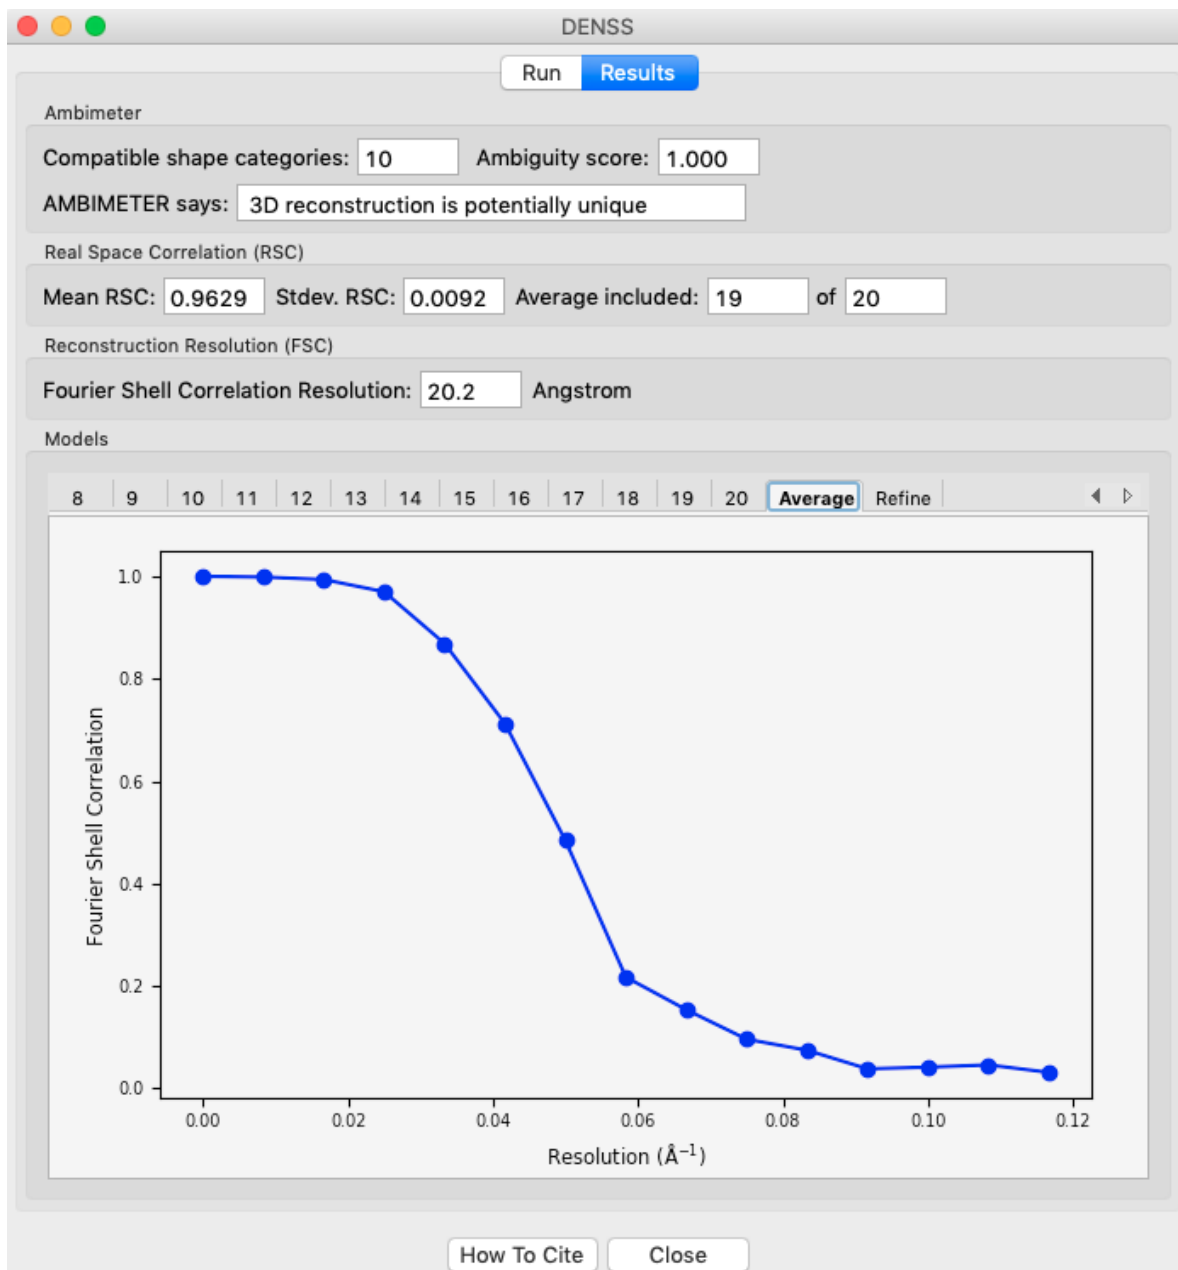 DENSS
Run Results
Ambimeter
Compatible shape categories: 10 Ambiguity score: 1.000
AMBIMETER says: 3D reconstruction is potentially unique
Real Space Correlation (RSC)
Mean RSC: 0.9629 Stdev. RSC: 0.0092 Average included: 19 of 20
Reconstruction Resolution (FSC)
Fourier Shell Correlation Resolution: 20.2 Angstrom
Models
8 9 10 11 12 13 14 15 16 17 18 19 20 Average Refine
Fourier Shell Correlation
1.0
0.8
0.6
0.4
0.2
0.0
0.00 0.02 0.04 0.06 0.08 0.10 0.12
Resolution (Å⁻¹)
How To Cite Close